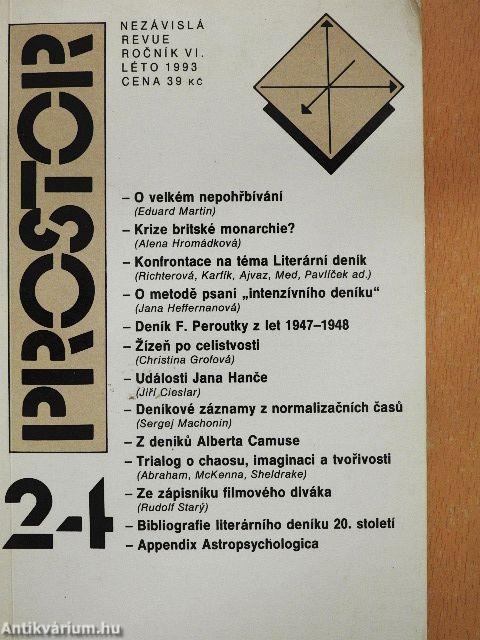 NEZÁVISLÁ
REVUE
ROČNÍK VI.
LÉTO 1993
CENA 39 KČ
PROSTOR
24
– O velkém nepohřbívání
(Eduard Martin)
– Krize britské monarchie?
(Alena Hromádková)
– Konfrontace na téma Literární deník
(Richterová, Karfík, Ajvaz, Med, Pavlíček ad.)
– O metodě psaní „intenzívního deníku“
(Jana Heffernanová)
– Deník F. Peroutky z let 1947–1948
– Žízeň po celistvosti
(Christina Grofová)
– Události Jana Hanče
(Jiří Cieslar)
– Deníkové záznamy z normalizačních časů
(Sergej Machonin)
– Z deníků Alberta Camuse
– Trialog o chaosu, imaginaci a tvořivosti
(Abraham, McKenna, Sheldrake)
– Ze zápisníku filmového diváka
(Rudolf Starý)
– Bibliografie literárního deníku 20. století
– Appendix Astropsychologica
Antikvárium.hu